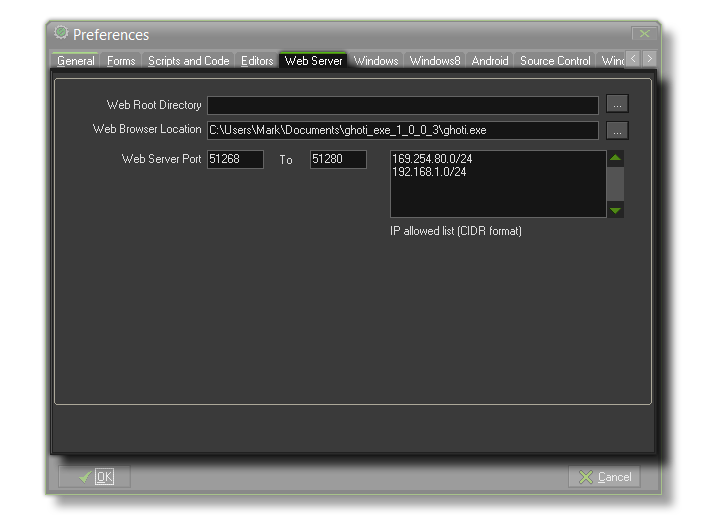 Preferences
General Forms Scripts and Code Editors Web Server Windows Windows8 Android Source Control
Web Root Directory ...
Web Browser Location C:\Users\Mark\Documents\ghoti_exe_1_0_0_3\ghoti.exe ...
Web Server Port 51268 To 51280
169.254.80.0/24
192.168.1.0/24
IP allowed list (CIDR format)
OK Cancel